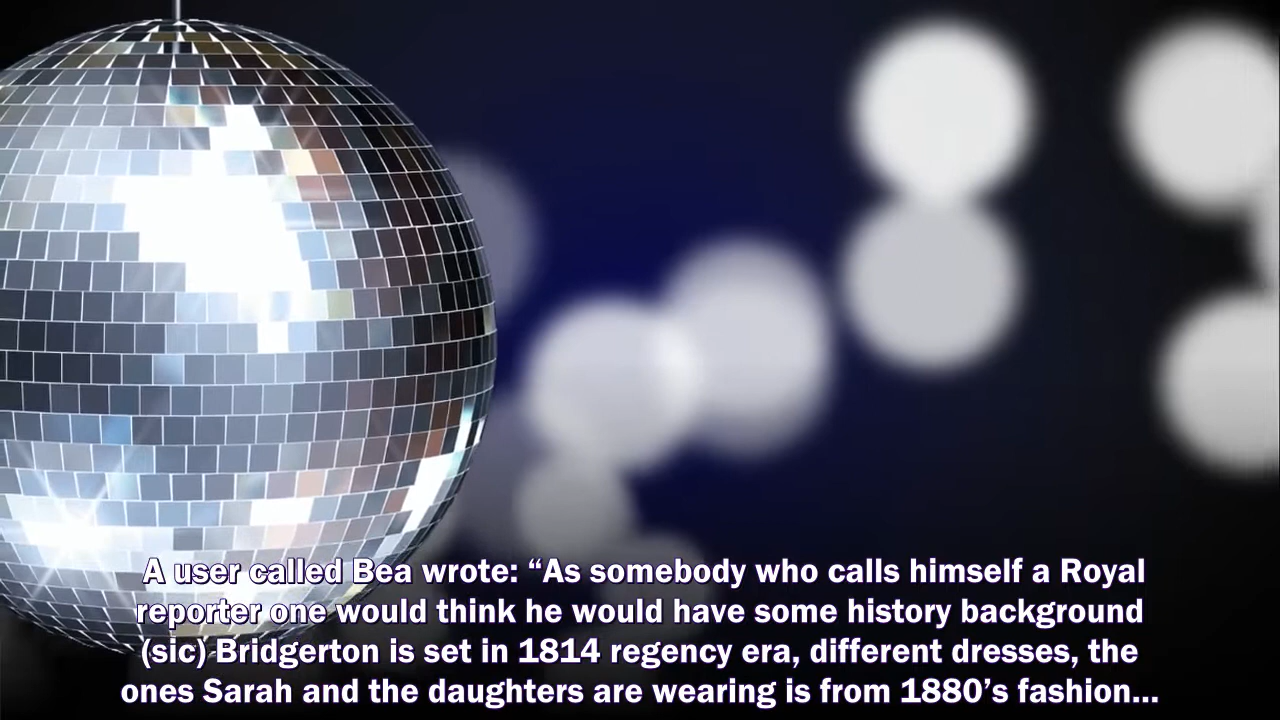 A user called Bea wrote: “As somebody who calls himself a Royal
reporter one would think he would have some history background
(sic) Bridgerton is set in 1814 regency era, different dresses, the
ones Sarah and the daughters are wearing is from 1880’s fashion...